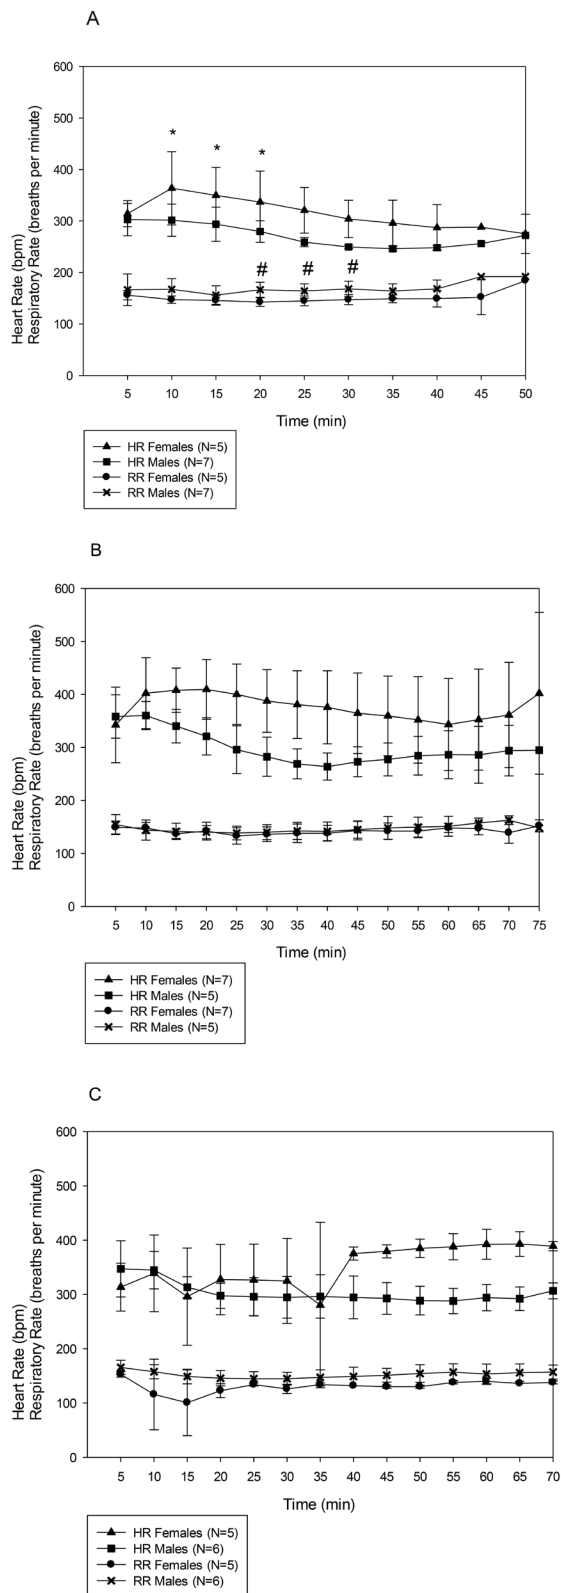 A
Heart Rate (bpm)
Respiratory Rate (breaths per minute)
600
500
400
300
200
100
0
* * *
# # #
5 10 15 20 25 30 35 40 45 50
Time (min)
HR Females (N=5)
HR Males (N=7)
RR Females (N=5)
RR Males (N=7)
B
Heart Rate (bpm)
Respiratory Rate (breaths per minute)
600
500
400
300
200
100
0
5 10 15 20 25 30 35 40 45 50 55 60 65 70 75
Time (min)
HR Females (N=7)
HR Males (N=5)
RR Females (N=7)
RR Males (N=5)
C
Heart Rate (bpm)
Respiratory Rate (breaths per minute)
600
500
400
300
200
100
0
5 10 15 20 25 30 35 40 45 50 55 60 65 70
Time (min)
HR Females (N=5)
HR Males (N=6)
RR Females (N=5)
RR Males (N=6)